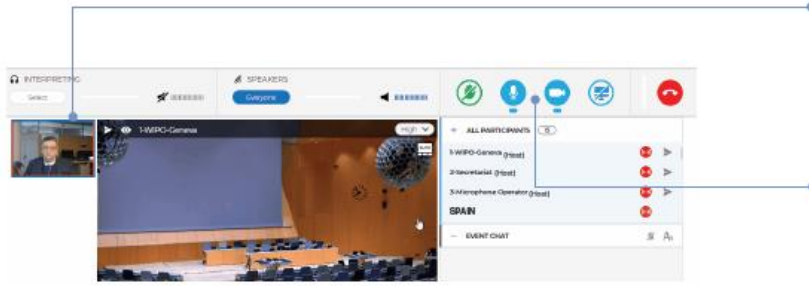 INTERPRETING
Select
SPEAKERS
Everyone
1-WIPO-Geneva
High
ALL PARTICIPANTS
1-WIPO-Geneva (Host)
2-Secretariat (Host)
3-Microphone Operator (Host)
SPAIN
EVENT CHAT